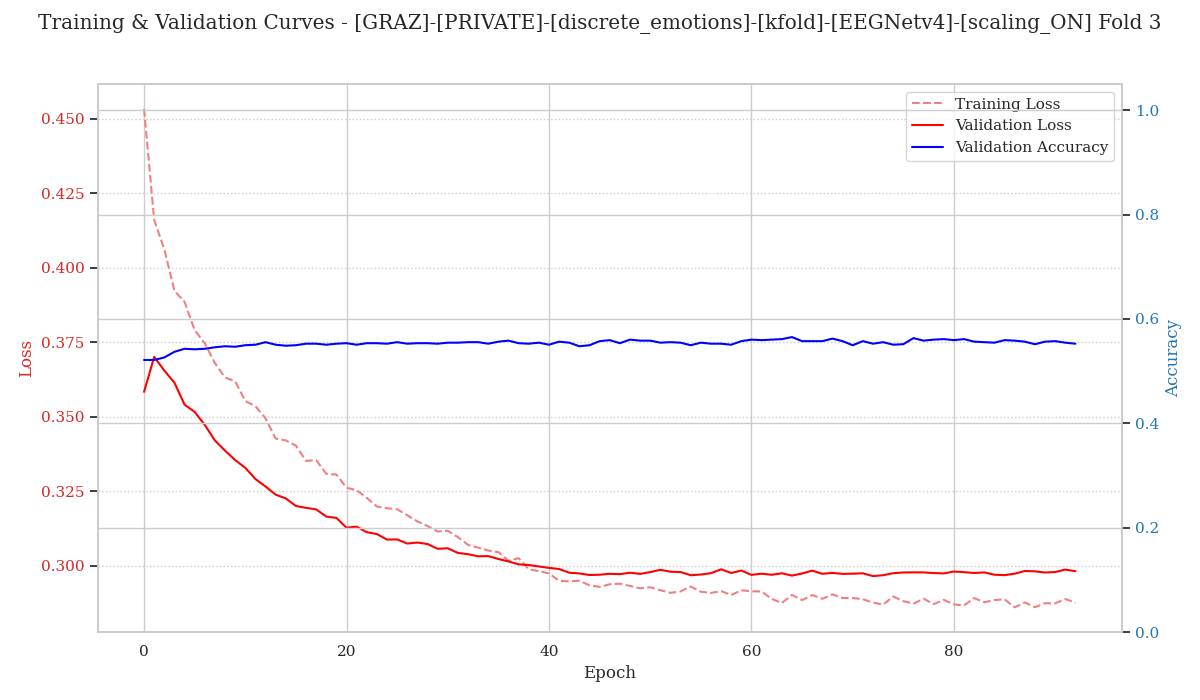 Training & Validation Curves - [GRAZ]-[PRIVATE]-[discrete_emotions]-[kfold]-[EEGNetv4]-[scaling_ON] Fold 3
Training Loss
Validation Loss
Validation Accuracy
0.450
0.425
0.400
0.375
0.350
0.325
0.300
Loss
1.0
0.8
0.6
0.4
0.2
0.0
Accuracy
0 20 40 60 80
Epoch